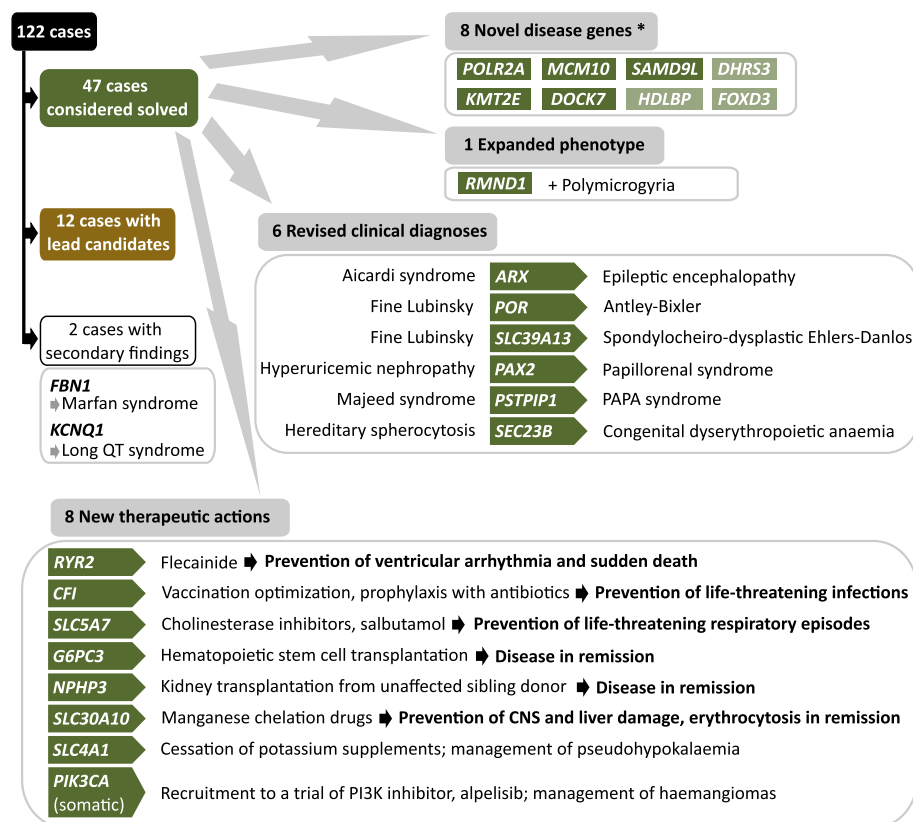 122 cases
47 cases
considered solved
12 cases with
lead candidates
2 cases with
secondary findings
FBN1
Marfan syndrome
KCNQ1
Long QT syndrome
8 Novel disease genes *
POLR2A MCM10 SAMD9L DHRS3
KMT2E DOCK7 HDLBP FOXD3
1 Expanded phenotype
RMND1 + Polymicrogyria
6 Revised clinical diagnoses
Aicardi syndrome ARX Epileptic encephalopathy
Fine Lubinsky POR Antley-Bixler
Fine Lubinsky SLC39A13 Spondylocheiro-dysplastic Ehlers-Danlos
Hyperuricemic nephropathy PAX2 Papillorenal syndrome
Majeed syndrome PSTPIP1 PAPA syndrome
Hereditary spherocytosis SEC23B Congenital dyserythropoietic anaemia
8 New therapeutic actions
RYR2 Flecainide Prevention of ventricular arrhythmia and sudden death
CFI Vaccination optimization, prophylaxis with antibiotics Prevention of life-threatening infections
SLC5A7 Cholinesterase inhibitors, salbutamol Prevention of life-threatening respiratory episodes
G6PC3 Hematopoietic stem cell transplantation Disease in remission
NPHP3 Kidney transplantation from unaffected sibling donor Disease in remission
SLC30A10 Manganese chelation drugs Prevention of CNS and liver damage, erythrocytosis in remission
SLC4A1 Cessation of potassium supplements; management of pseudohypokalaemia
PIK3CA
(somatic) Recruitment to a trial of PI3K inhibitor, alpelisib; management of haemangiomas